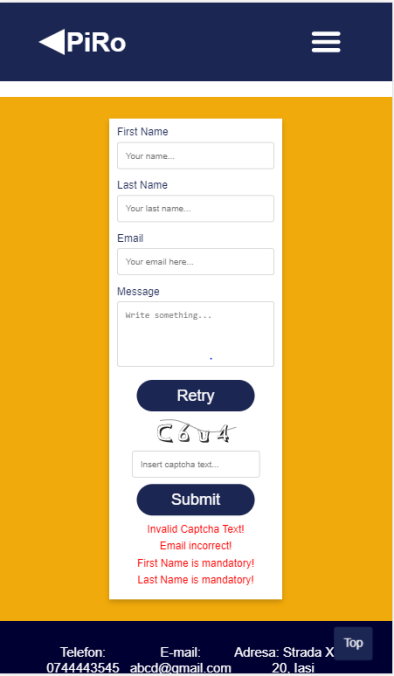 PiRo
First Name
Your name...
Last Name
Your last name...
Email
Your email here...
Message
Write something...
Retry
C6u4
Insert captcha text...
Submit
Invalid Captcha Text!
Email incorrect!
First Name is mandatory!
Last Name is mandatory!
Top
Telefon: E-mail: Adresa: Strada X
0744443545 abcd@gmail.com 20, Iasi